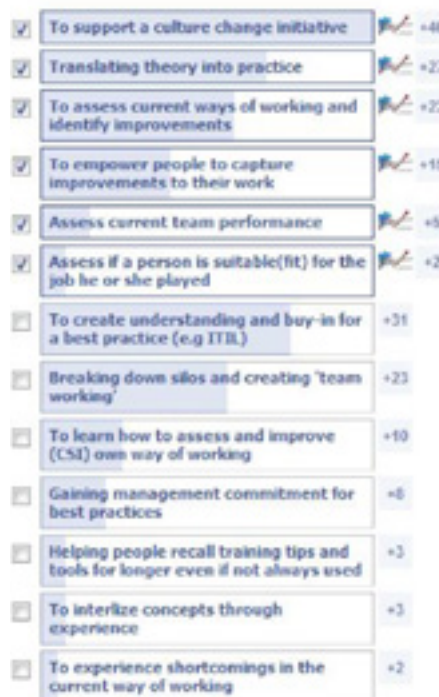 To support a culture change initiative
Translating theory into practice
To assess current ways of working and
identify improvements
To empower people to capture
improvements to their work
Assess current team performance
Assess if a person is suitable(fit) for the
job he or she played
To create understanding and buy-in for +31
a best practice (e.g ITIL)
Breaking down silos and creating 'team +23
working'
To learn how to assess and improve +10
(CSI) own way of working
Gaining management commitment for
best practices
Helping people recall training tips and +3
tools for longer even if not always used
To interlize concepts through +3
experience
To experience shortcomings in the +2
current way of working